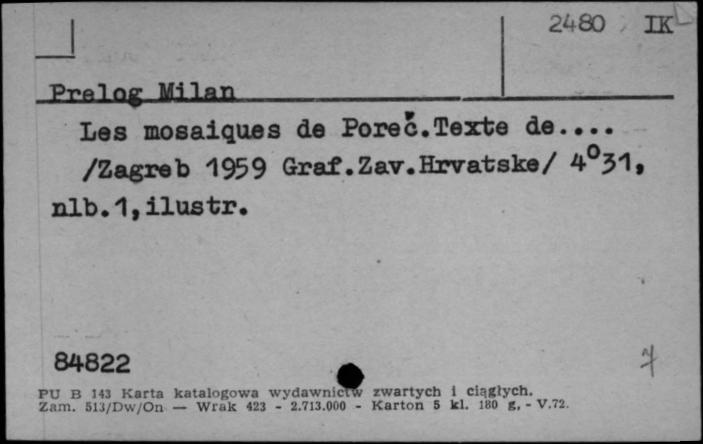 2480 IK
Prelog Milan
Les mosaiques de Poreč.Texte de....
/Zagreb 1959 Graf.Zav.Hrvatske/ 4°31,
nlb.1,ilustr.
84822
PU B 143 Karta katalogowa wydawnictw zwartych i ciągłych.
Zam. 513/Dw/On — Wrak 423 - 2.713.000 - Karton 5 kl. 180 g. - V.72.